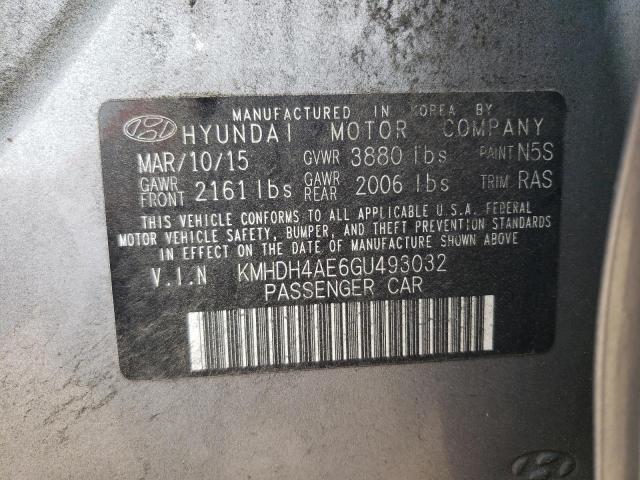 MANUFACTURED IN KOREA BY
HYUNDAI MOTOR COMPANY
MAR/10/15 GVWR 3880 lbs PAINT N5S
GAWR FRONT 2161 lbs GAWR REAR 2006 lbs TRIM RAS
THIS VEHICLE CONFORMS TO ALL APPLICABLE U.S.A. FEDERAL
MOTOR VEHICLE SAFETY, BUMPER, AND THEFT PREVENTION STANDARDS
IN EFFECT ON THE DATE OF MANUFACTURE SHOWN ABOVE
V.I.N KMHDH4AE6GU493032
PASSENGER CAR